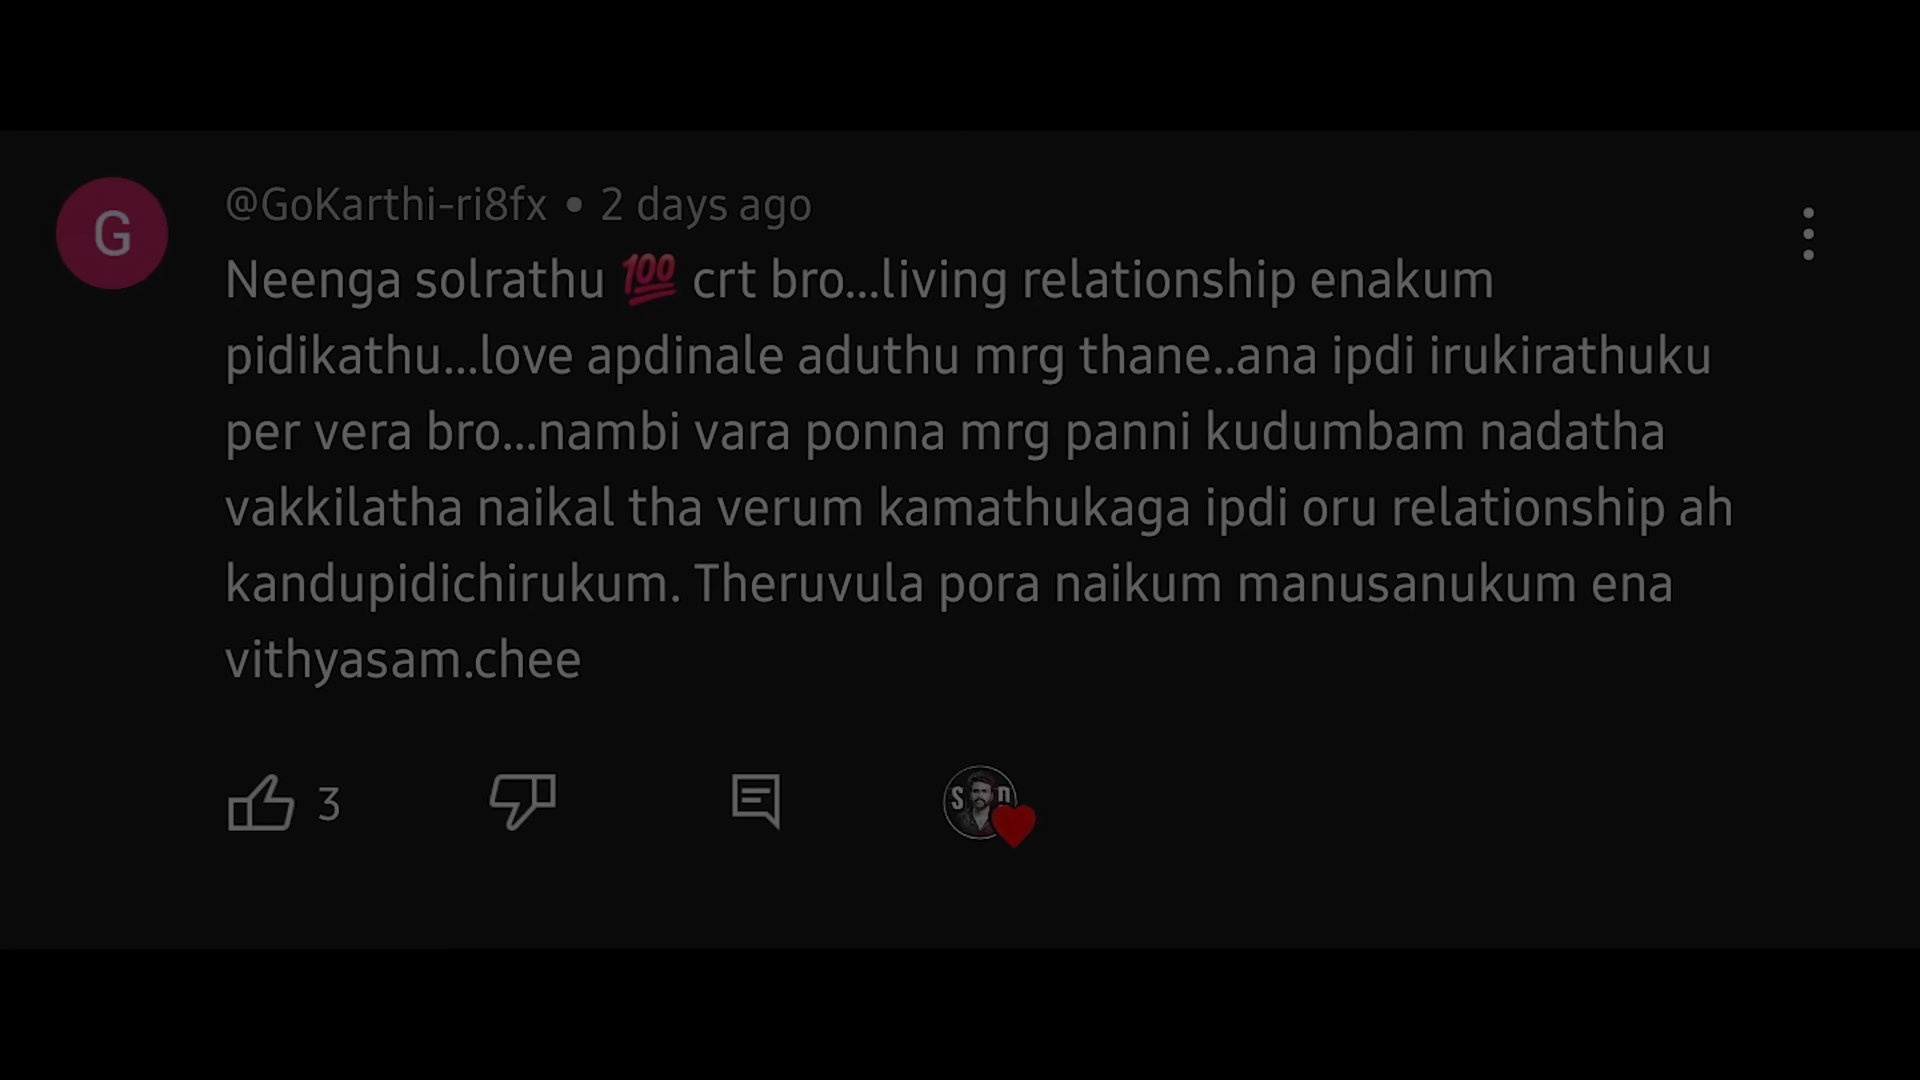 G
@GoKarthi-ri8fx • 2 days ago
Neenga solrathu 💯 crt bro...living relationship enakum
pidikathu...love apdinale aduthu mrg thane..ana ipdi irukirathuku
per vera bro...nambi vara ponna mrg panni kudumbam nadatha
vakkilatha naikal tha verum kamathukaga ipdi oru relationship ah
kandupidichirukum. Theruvula pora naikum manusanukum ena
vithyasam.chee
3